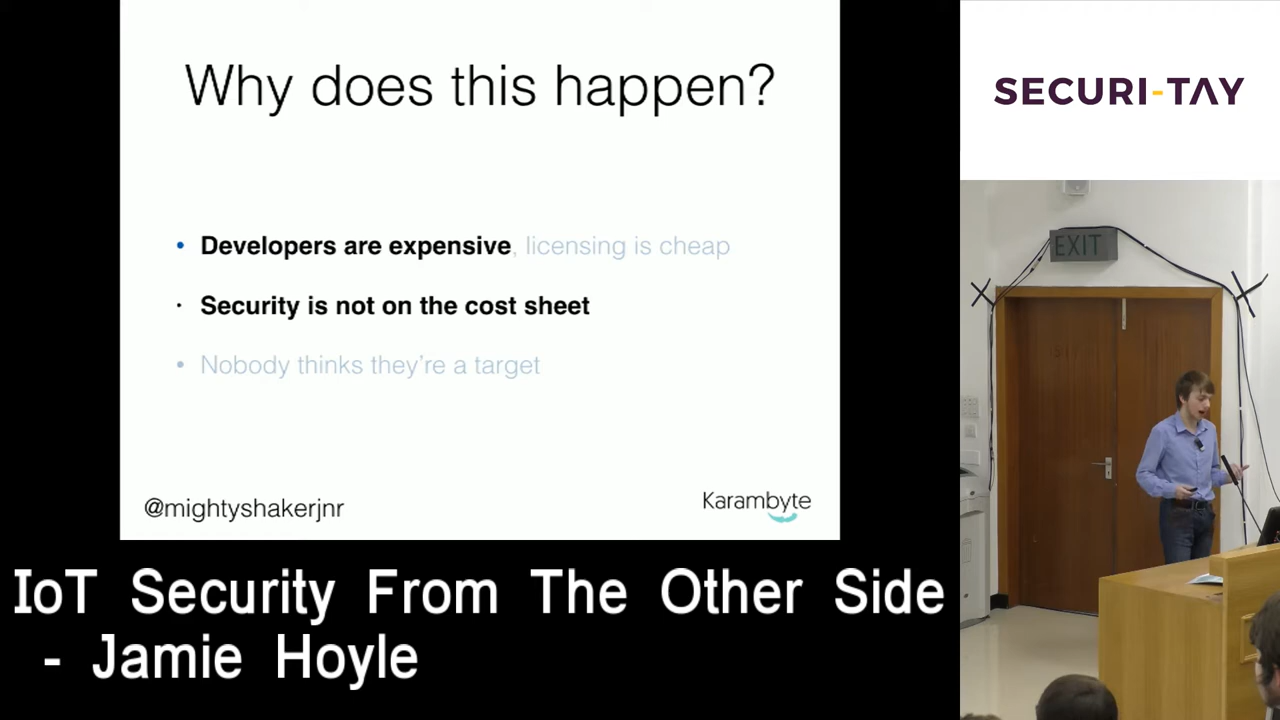 Why does this happen?
• Developers are expensive, licensing is cheap
• Security is not on the cost sheet
• Nobody thinks they're a target
@mightyshakerjnr
Karambyte
SECURI-TAY
EXIT
IoT Security From The Other Side
- Jamie Hoyle